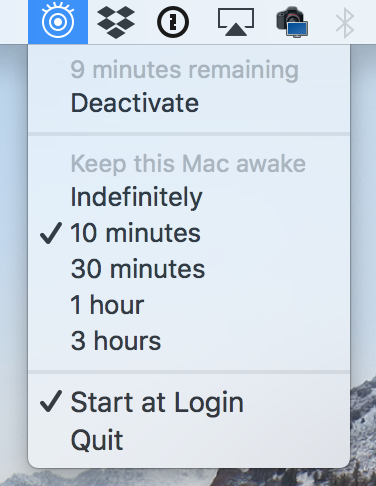 9 minutes remaining
Deactivate
Keep this Mac awake
Indefinitely
10 minutes
30 minutes
1 hour
3 hours
Start at Login
Quit